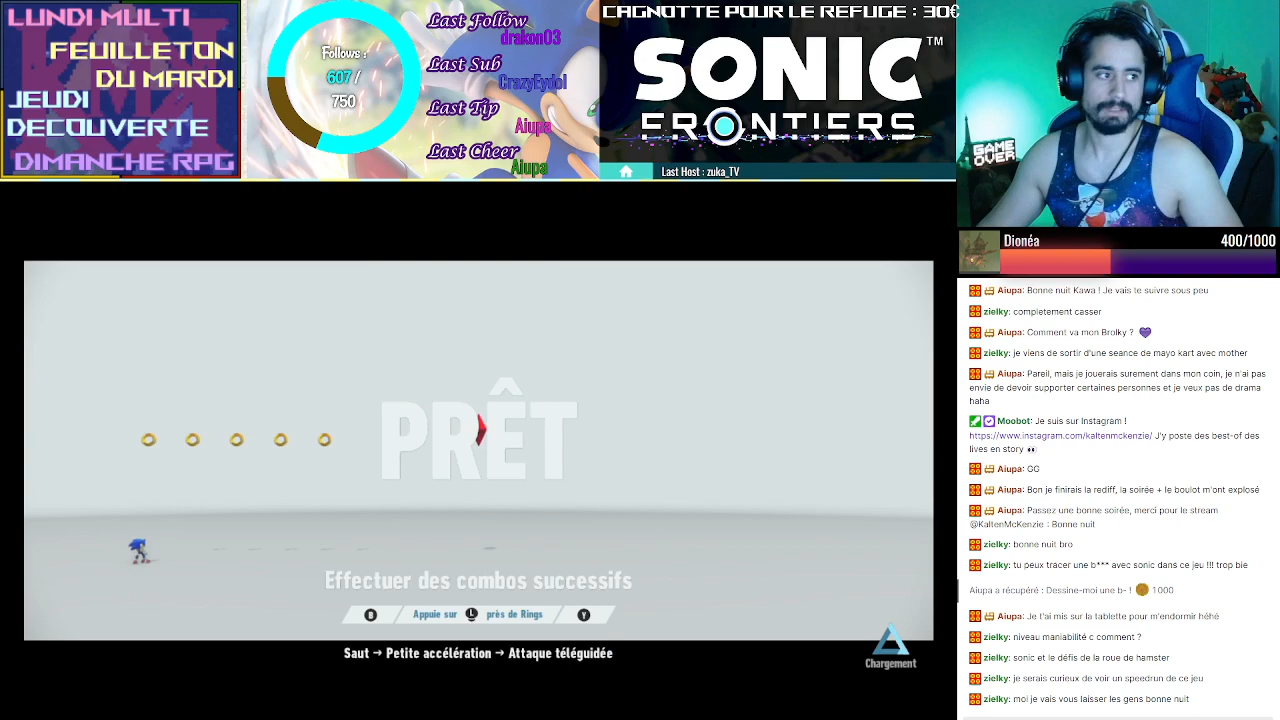 LUNDI MULTI
FEUILLETON
DU MARDI
JEUDI
DECOUVERTE
DIMANCHE RPG
Follows :
607 /
750
Last Follow
drakon03
Last Sub
CrazyEydol
Last Tip
Aiupa
Last Cheer
Aiupa
CAGNOTTE POUR LE REFUGE : 30€
SONIC™
FRONTIERS
Last Host : zuka_TV
GAME
OVER
Dionéa 400/1000
PRÊT
Effectuer des combos successifs
B Appuie sur L près de Rings Y
Saut → Petite accélération → Attaque téléguidée
Chargement
Aiupa: Bonne nuit Kawa ! Je vais te suivre sous peu
zielky: completement casser
Aiupa: Comment va mon Brolky ? 💜
zielky: je viens de sortir d'une seance de mayo kart avec mother
Aiupa: Pareil, mais je jouerais surement dans mon coin, je n'ai pas
envie de devoir supporter certaines personnes et je veux pas de drama
haha
Moobot: Je suis sur Instagram !
https://www.instagram.com/kaltenmckenzie/ J'y poste des best-of des
lives en story 👀
Aiupa: GG
Aiupa: Bon je finirais la rediff, la soirée + le boulot m'ont explosé
Aiupa: Passez une bonne soirée, merci pour le stream
@KaltenMcKenzie : Bonne nuit
zielky: bonne nuit bro
zielky: tu peux tracer une b*** avec sonic dans ce jeu !!! trop bie
Aiupa a récupéré : Dessine-moi une b- ! 1000
Aiupa: Je t'ai mis sur la tablette pour m'endormir héhé
zielky: niveau maniabilité c comment ?
zielky: sonic et le défis de la roue de hamster
zielky: je serais curieux de voir un speedrun de ce jeu
zielky: moi je vais vous laisser les gens bonne nuit